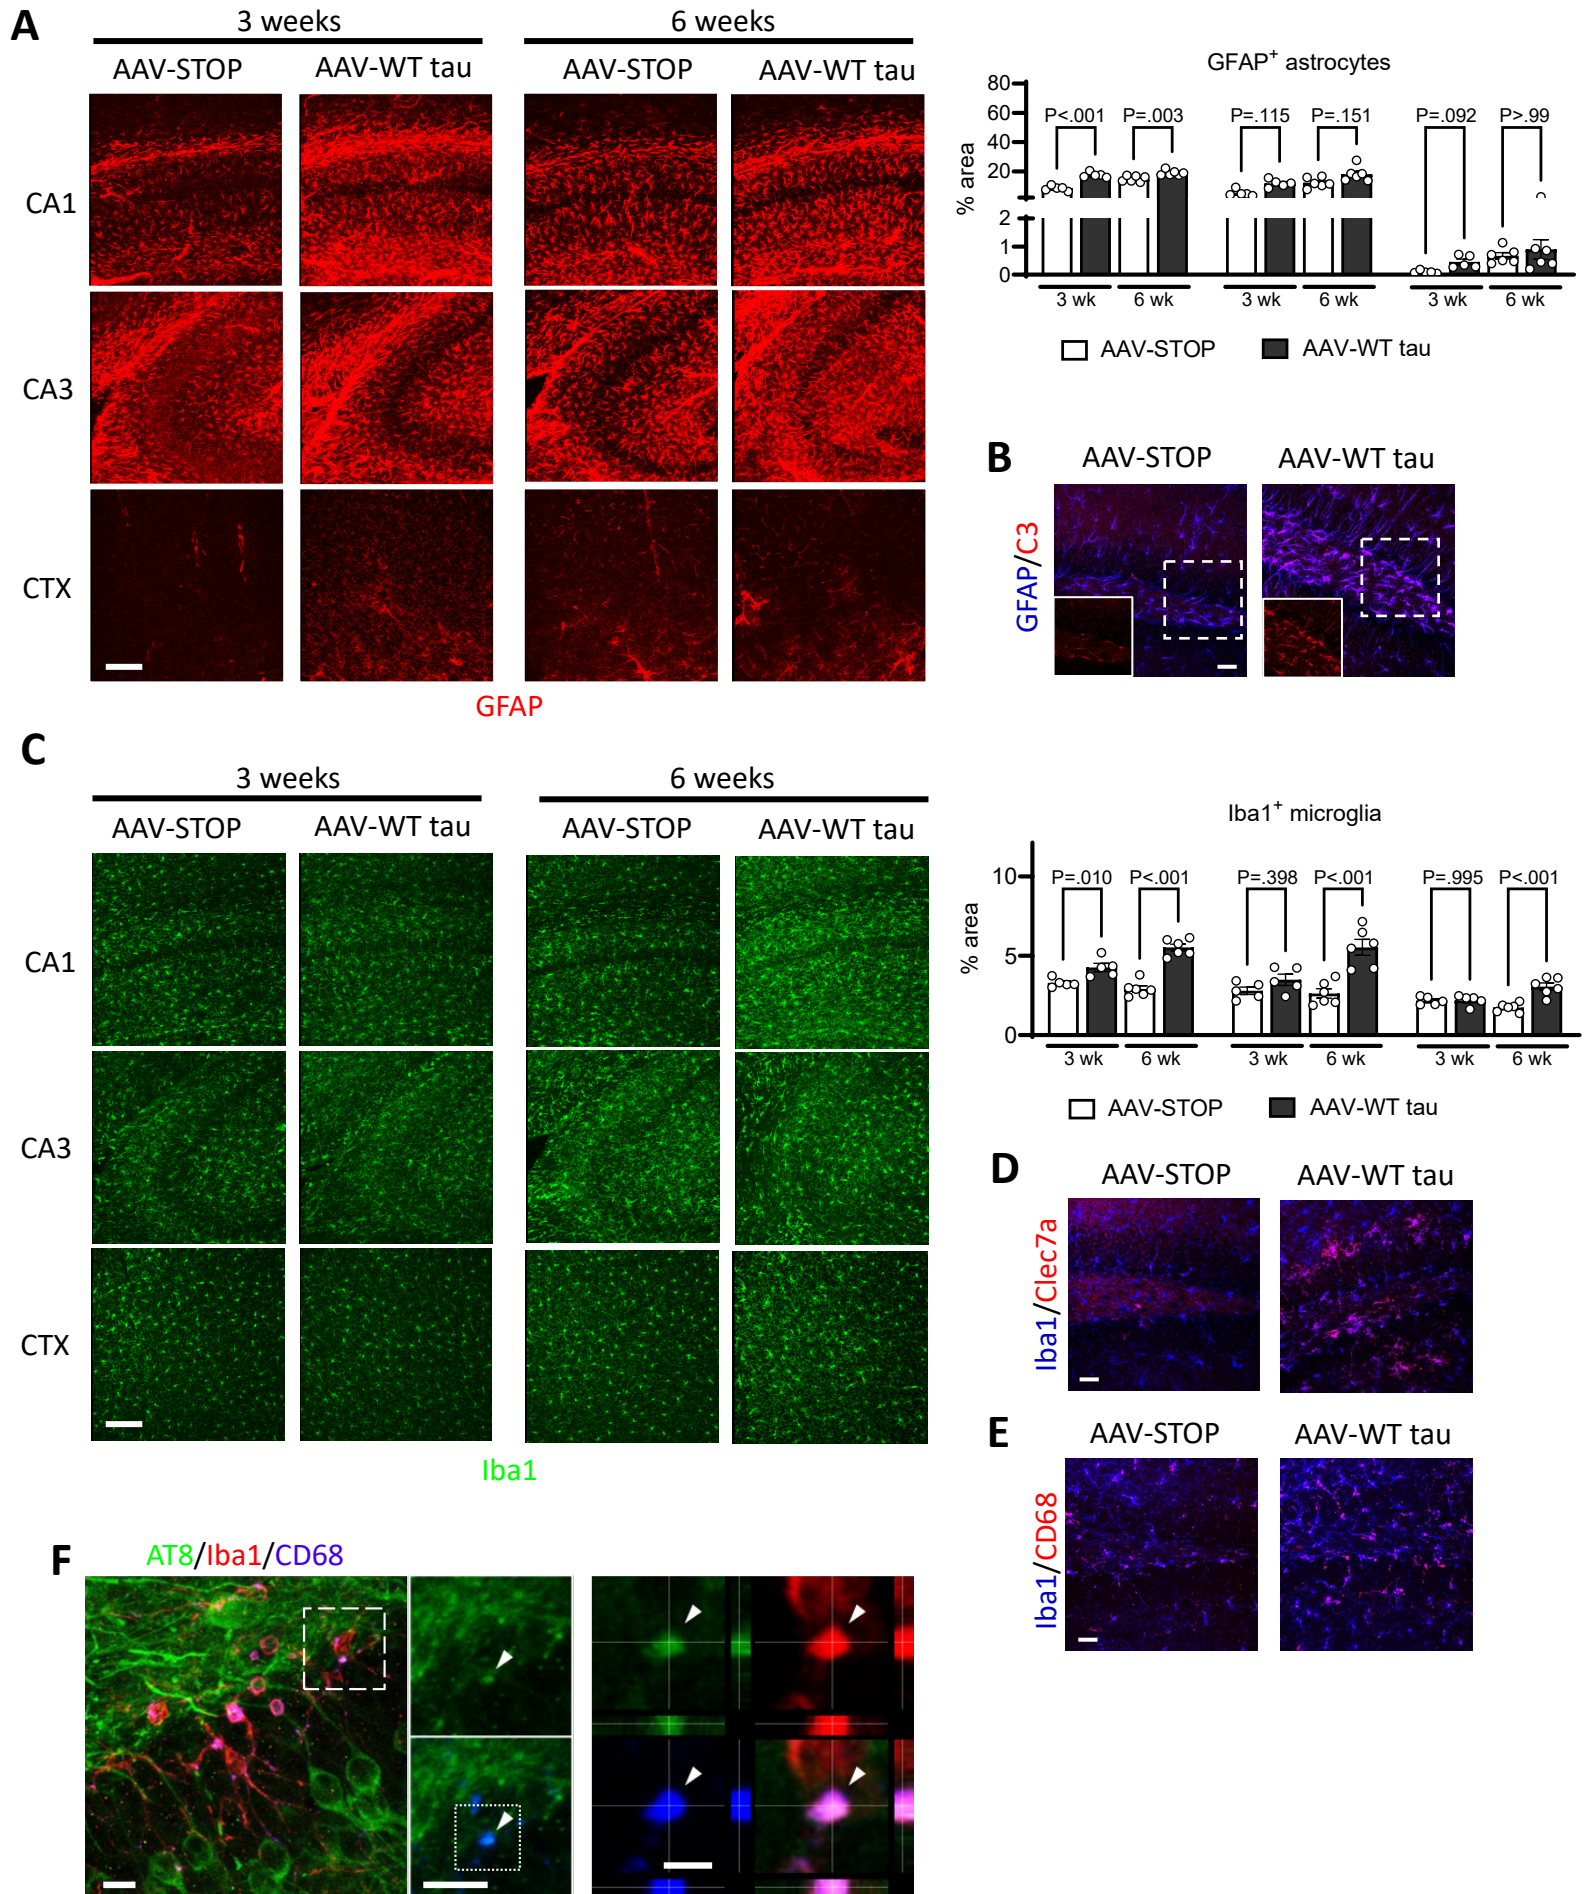 A
3 weeks
6 weeks
AAV-STOP
AAV-WT tau
AAV-STOP
AAV-WT tau
CA1
CA3
CTX
GFAP
GFAP+ astrocytes
% area
80
60
40
20
2
1
0
P<.001
P=.003
P=.115
P=.151
P=.092
P>.99
3 wk
6 wk
3 wk
6 wk
3 wk
6 wk
AAV-STOP
AAV-WT tau
B
AAV-STOP
AAV-WT tau
GFAP/C3
C
3 weeks
6 weeks
AAV-STOP
AAV-WT tau
AAV-STOP
AAV-WT tau
CA1
CA3
CTX
Iba1
Iba1+ microglia
% area
10
5
0
P=.010
P<.001
P=.398
P<.001
P=.995
P<.001
3 wk
6 wk
3 wk
6 wk
3 wk
6 wk
AAV-STOP
AAV-WT tau
D
AAV-STOP
AAV-WT tau
Iba1/Clec7a
E
AAV-STOP
AAV-WT tau
Iba1/CD68
F
AT8/Iba1/CD68